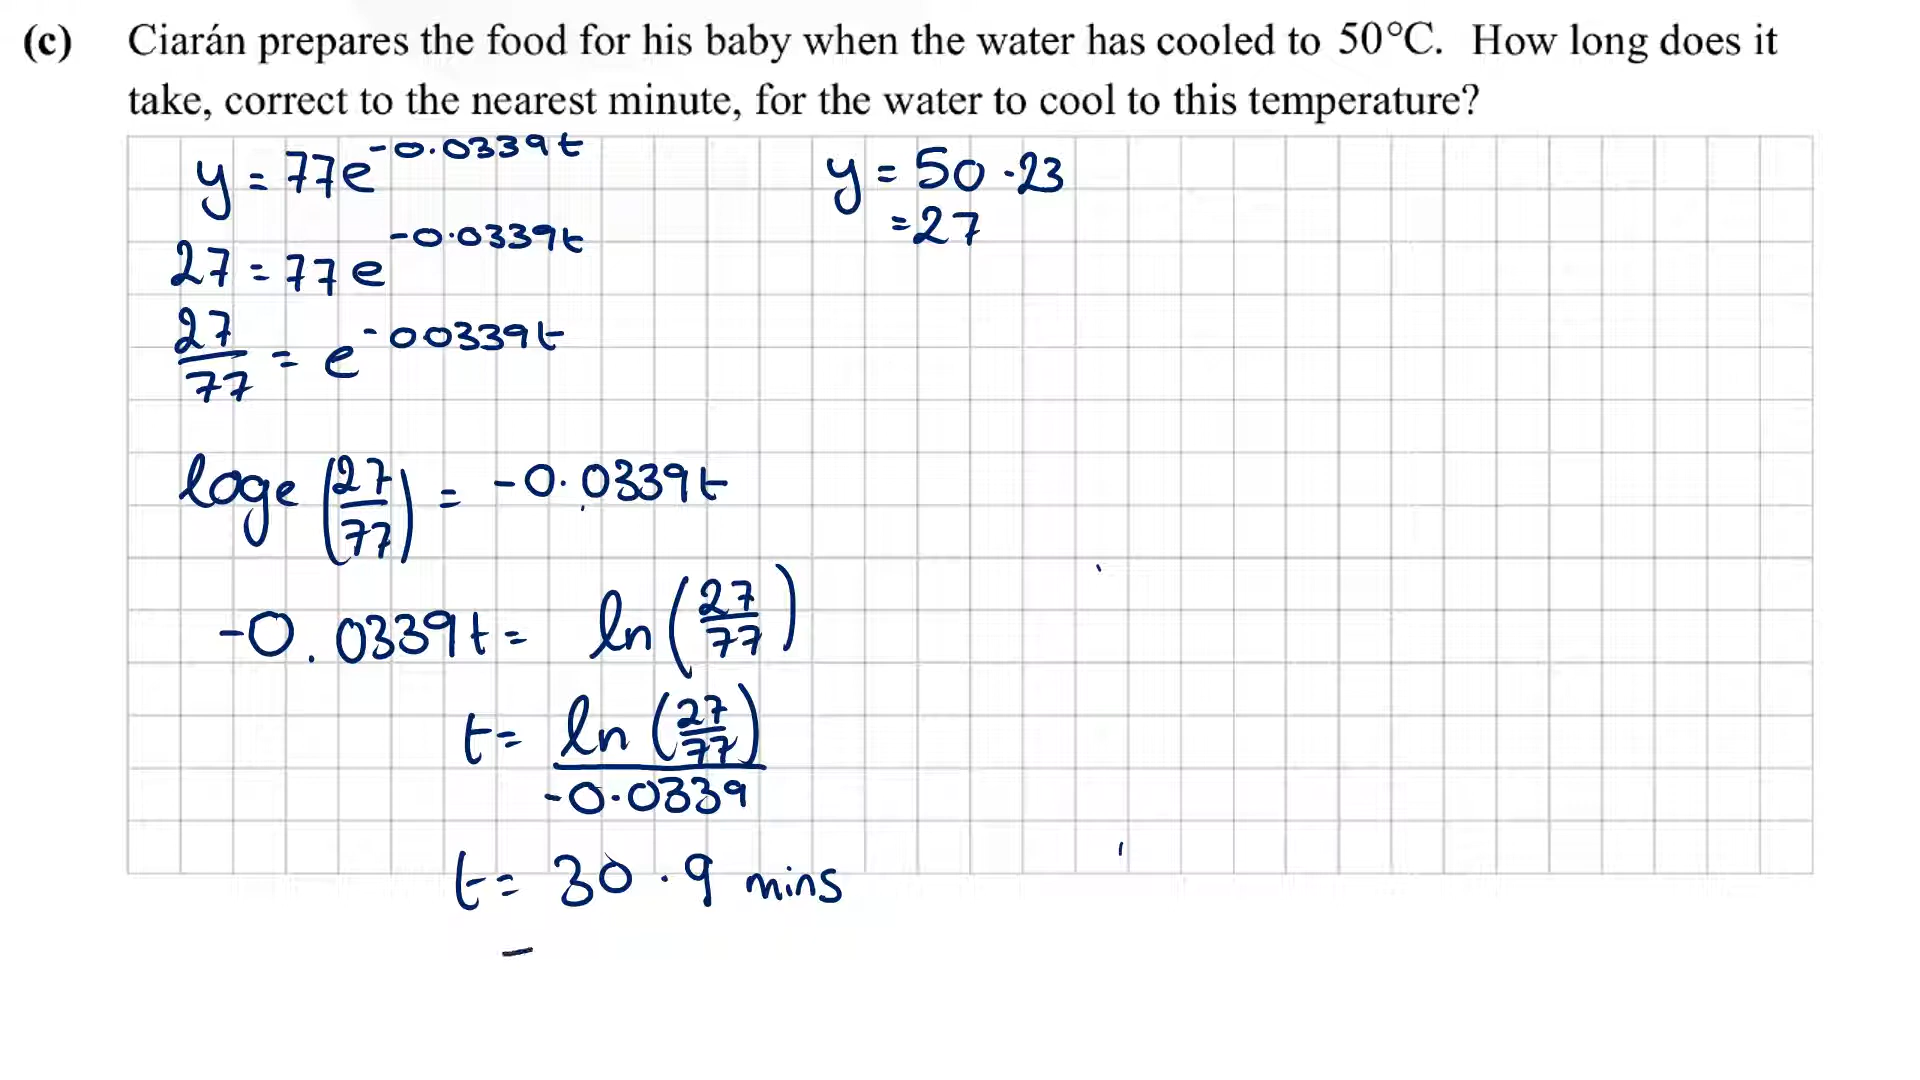 (c) Ciarán prepares the food for his baby when the water has cooled to 50°C. How long does it
take, correct to the nearest minute, for the water to cool to this temperature?
y = 77e^-0.0339t
y = 50 - 23
= 27
27 = 77e^-0.0339t
27/77 = e^-00339t
loge (27/77) = -0.0339t
-0.0339t = ln (27/77)
t = ln (27/77) / -0.0339
t = 30.9 mins